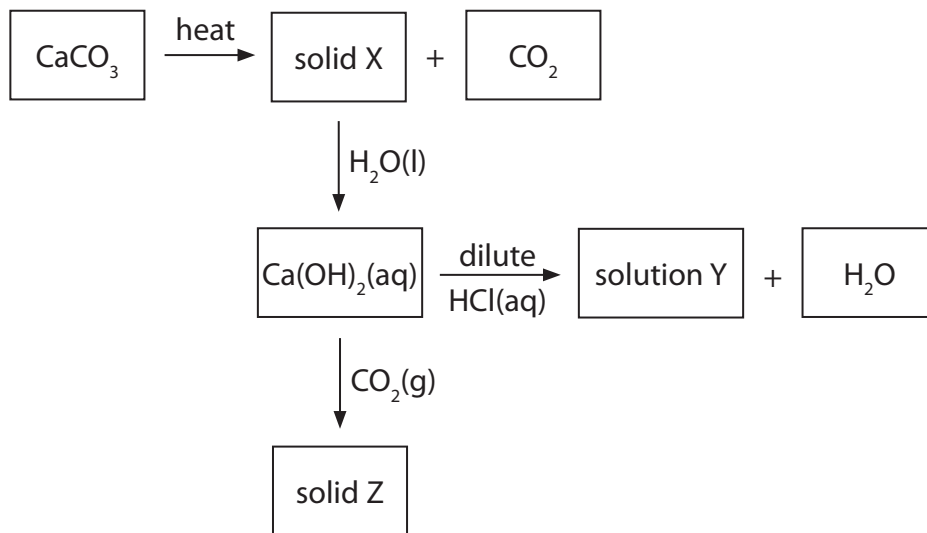 heat
CaCO₃ solid X + CO₂
H₂O(l)
Ca(OH)₂(aq) dilute HCl(aq) solution Y + H₂O
CO₂(g)
solid Z